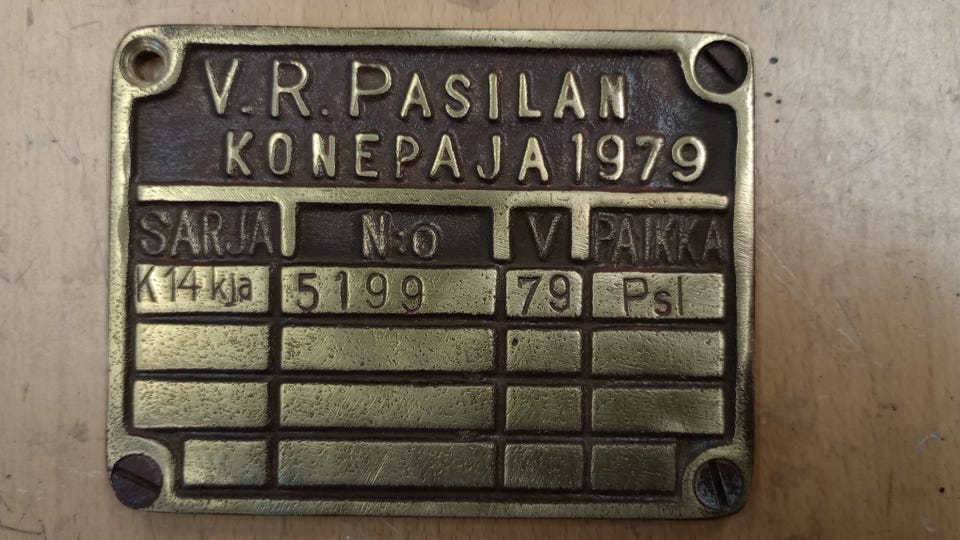 V.R. PASILAN
KONEPAJA 1979
SARJA N:o V PAIKKA
K14 kja 5199 79 Psl